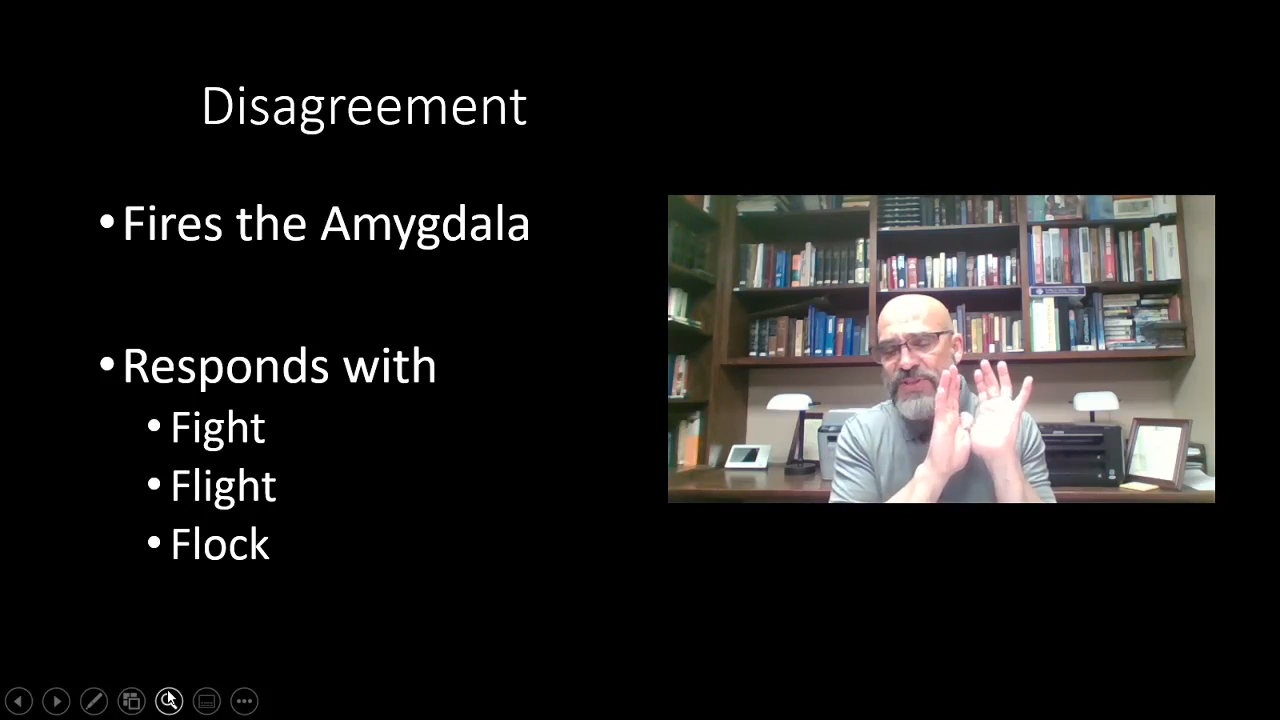 Disagreement
•Fires the Amygdala
•Responds with
•Fight
•Flight
•Flock